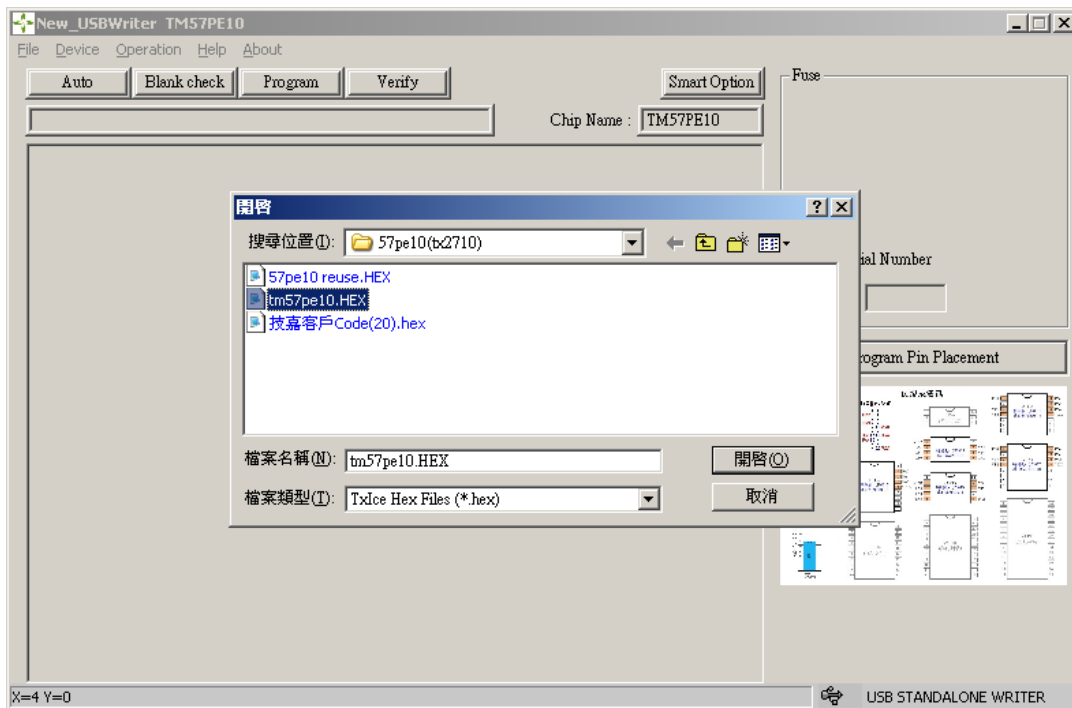 New_USBWriter TM57PE10
File Device Operation Help About
Auto Blank check Program Verify Smart Option Fuse
Chip Name : TM57PE10
開啓
搜尋位置(I): 57pe10(tx2710)
57pe10 reuse.HEX
tm57pe10.HEX
技嘉客戶Code(20).hex
ial Number
rogram Pin Placement
檔案名稱(N): tm57pe10.HEX 開啓(O)
檔案類型(T): TxIce Hex Files (*.hex) 取消
X=4 Y=0 USB STANDALONE WRITER